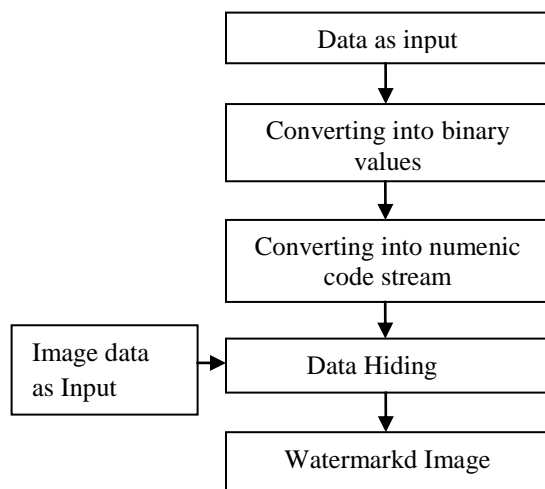 Data as input
Converting into binary
values
Converting into numenic
code stream
Image data
as Input
Data Hiding
Watermarkd Image